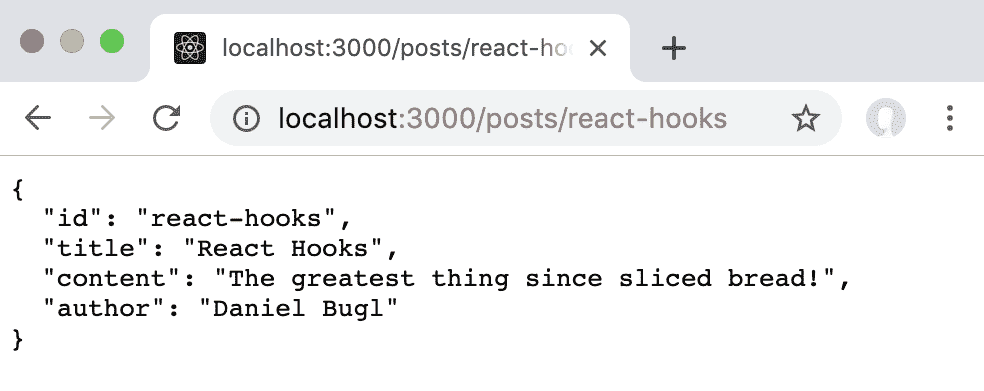 localhost:3000/posts/react-hoo
localhost:3000/posts/react-hooks
{
  "id": "react-hooks",
  "title": "React Hooks",
  "content": "The greatest thing since sliced bread!",
  "author": "Daniel Bugl"
}